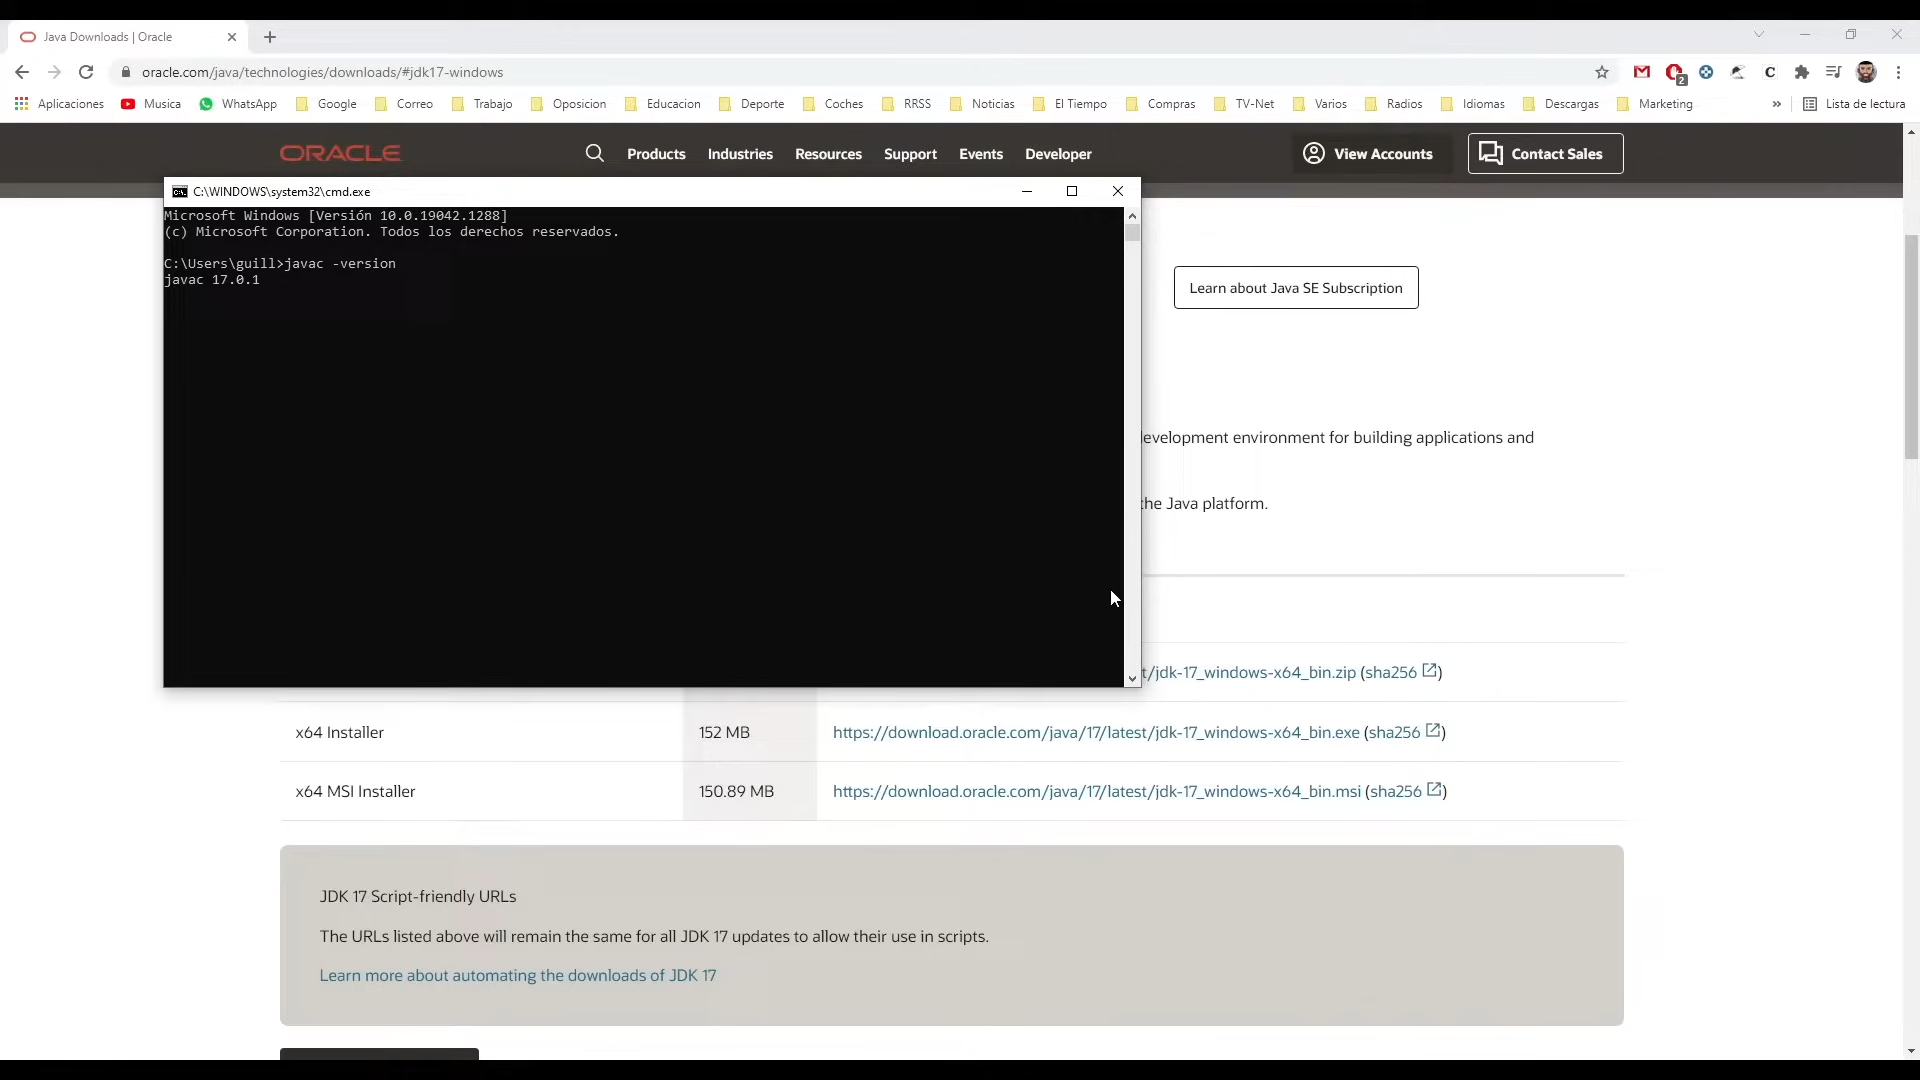 Java Downloads | Oracle
oracle.com/java/technologies/downloads/#jdk17-windows
2
C
Aplicaciones Musica WhatsApp Google Correo Trabajo Oposicion Educacion Deporte Coches RRSS Noticias El Tiempo Compras TV-Net Varios Radios Idiomas Descargas Marketing » Lista de lectura
ORACLE Products Industries Resources Support Events Developer View Accounts Contact Sales
C:\WINDOWS\system32\cmd.exe
Microsoft Windows [Versión 10.0.19042.1288]
(c) Microsoft Corporation. Todos los derechos reservados.
C:\Users\guill>javac -version
javac 17.0.1
Learn about Java SE Subscription
development environment for building applications and
the Java platform.
t/jdk-17_windows-x64_bin.zip (sha256)
x64 Installer 152 MB https://download.oracle.com/java/17/latest/jdk-17_windows-x64_bin.exe (sha256)
x64 MSI Installer 150.89 MB https://download.oracle.com/java/17/latest/jdk-17_windows-x64_bin.msi (sha256)
JDK 17 Script-friendly URLs
The URLs listed above will remain the same for all JDK 17 updates to allow their use in scripts.
Learn more about automating the downloads of JDK 17